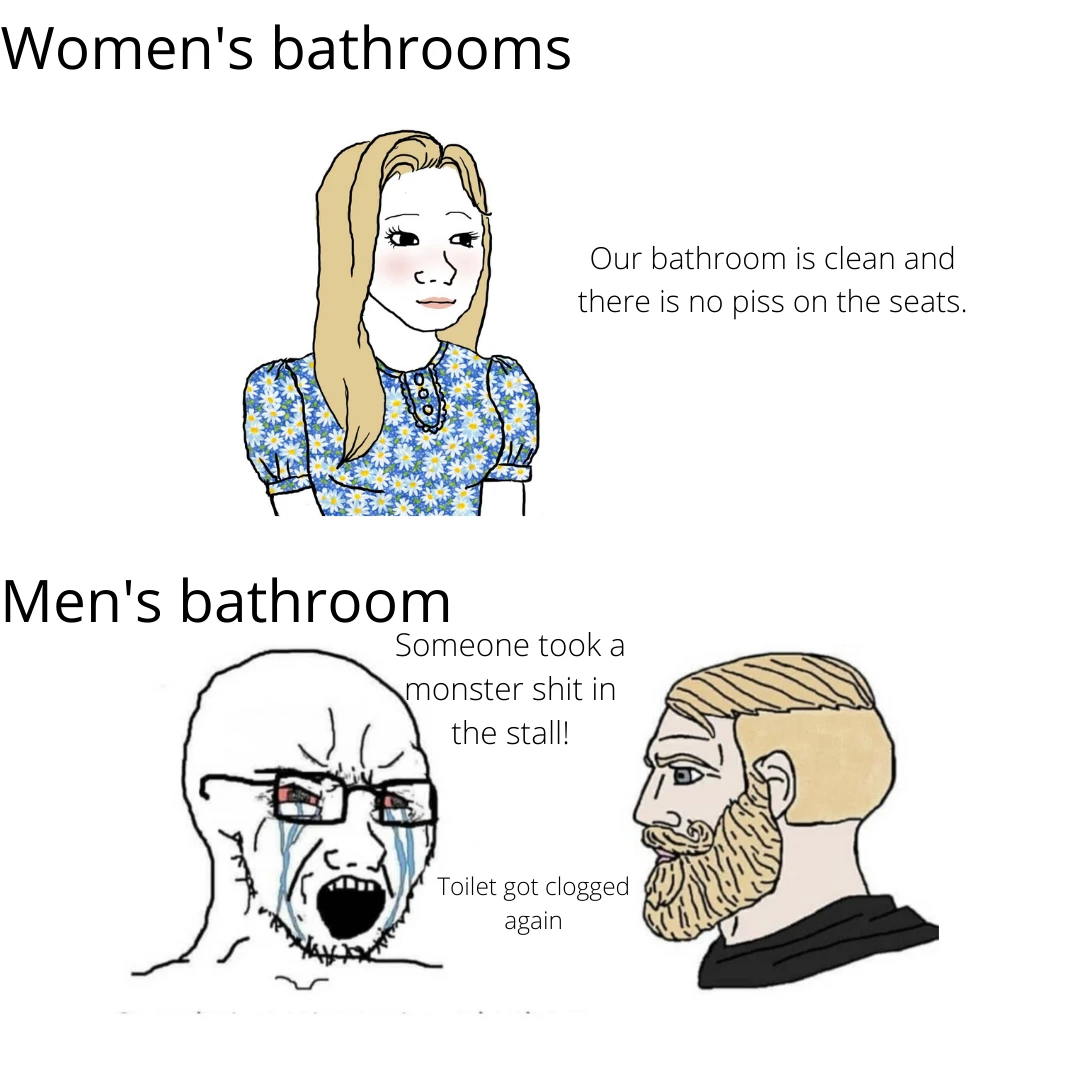 Women's bathrooms
Our bathroom is clean and
there is no piss on the seats.
Men's bathroom
Someone took a
monster shit in
the stall!
Toilet got clogged
again